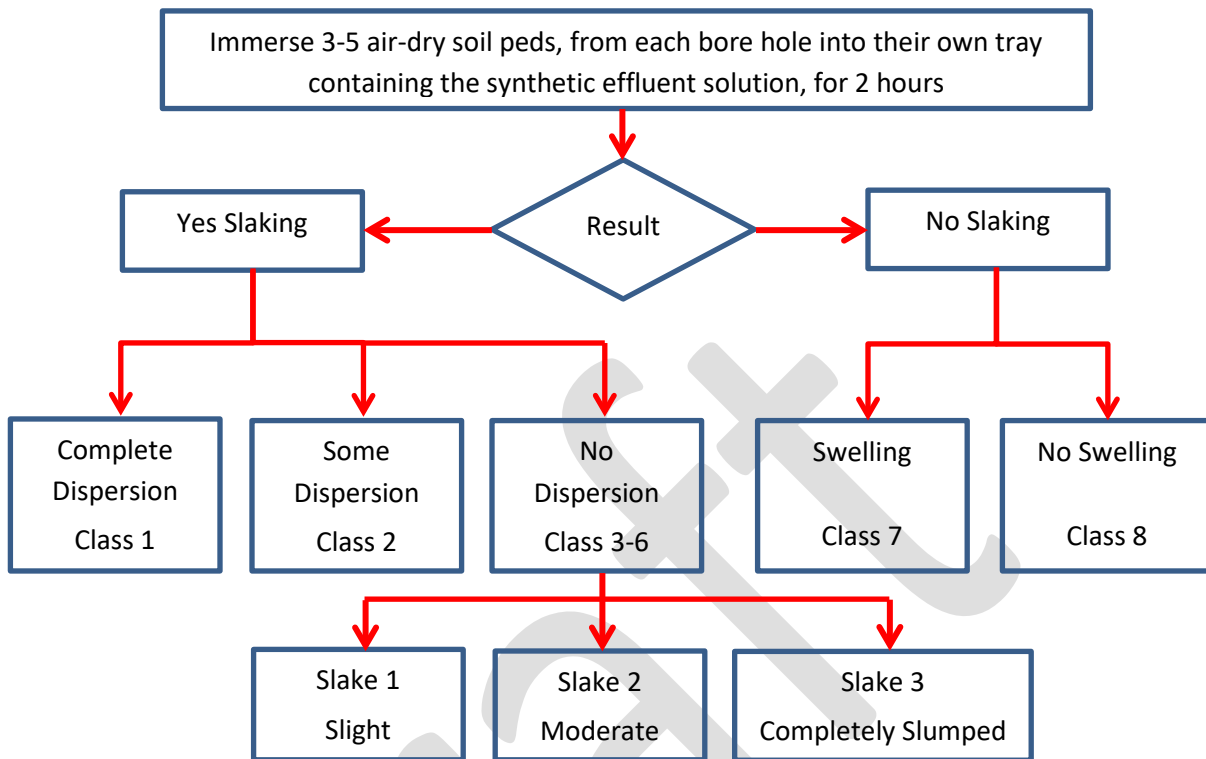 Immerse 3-5 air-dry soil peds, from each bore hole into their own tray
containing the synthetic effluent solution, for 2 hours
Yes Slaking
Result
No Slaking
Complete
Dispersion
Class 1
Some
Dispersion
Class 2
No
Dispersion
Class 3-6
Swelling
Class 7
No Swelling
Class 8
Slake 1
Slight
Slake 2
Moderate
Slake 3
Completely Slumped